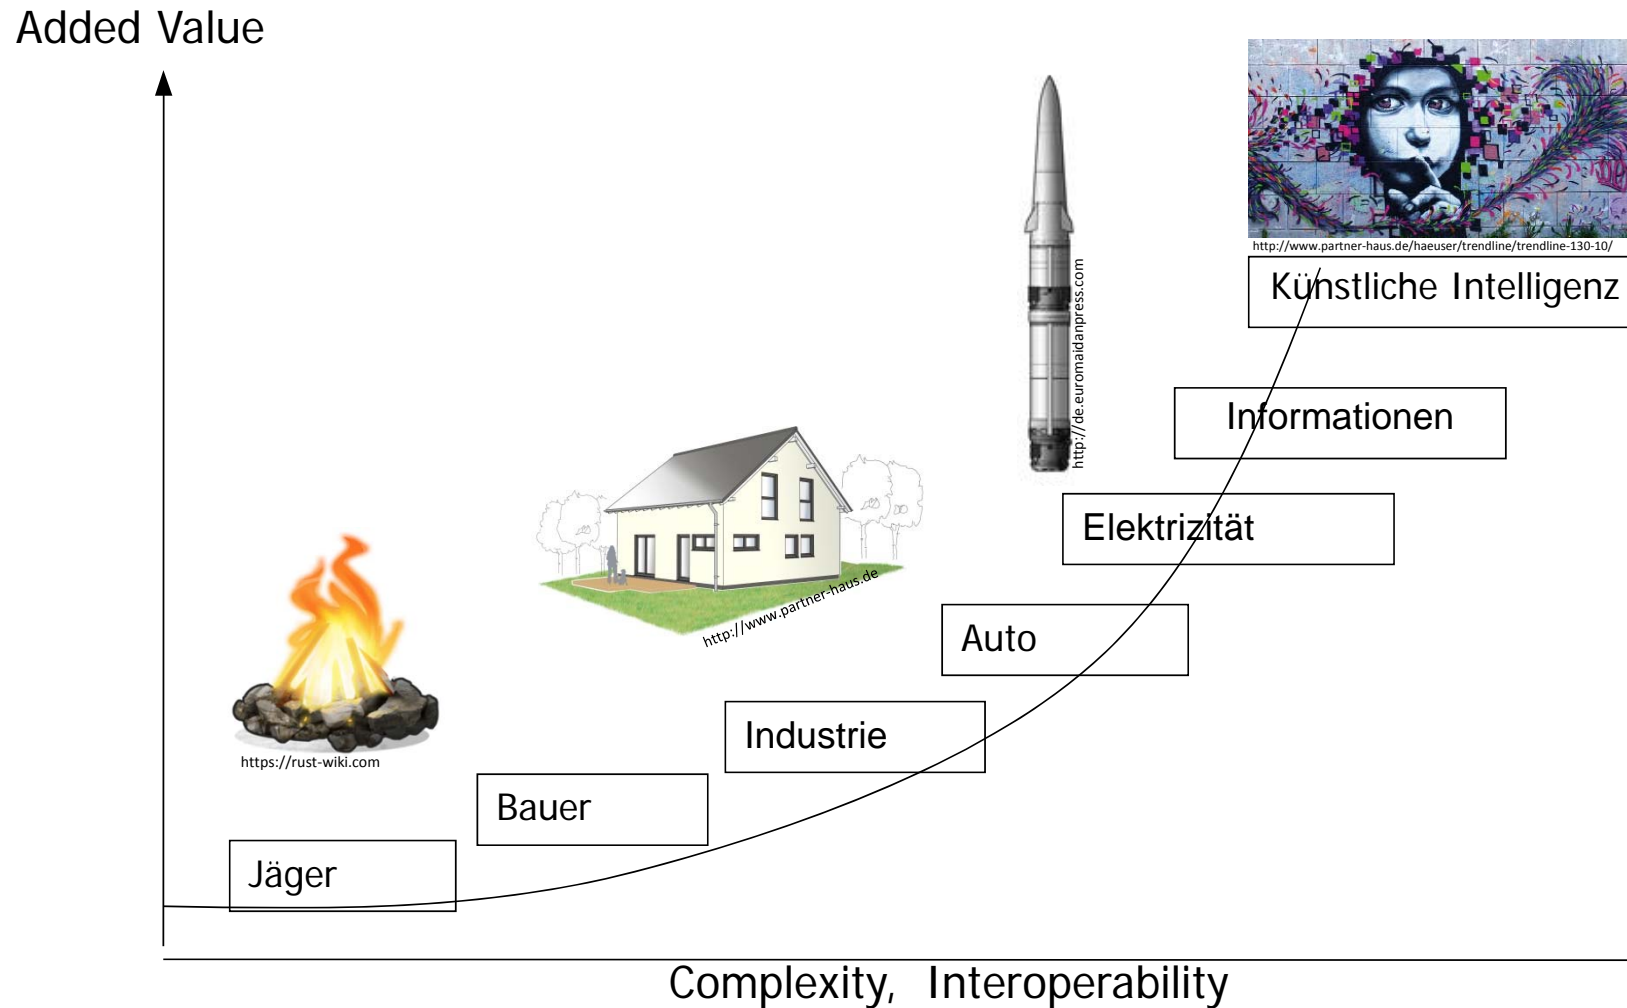 Added Value
http://www.partner-haus.de/haeuser/trendline/trendline-130-10/
Künstliche Intelligenz
http://de.euromaidanpress.com
Informationen
Elektrizität
http://www.partner-haus.de
Auto
Industrie
https://rust-wiki.com
Bauer
Jäger
Complexity, Interoperability